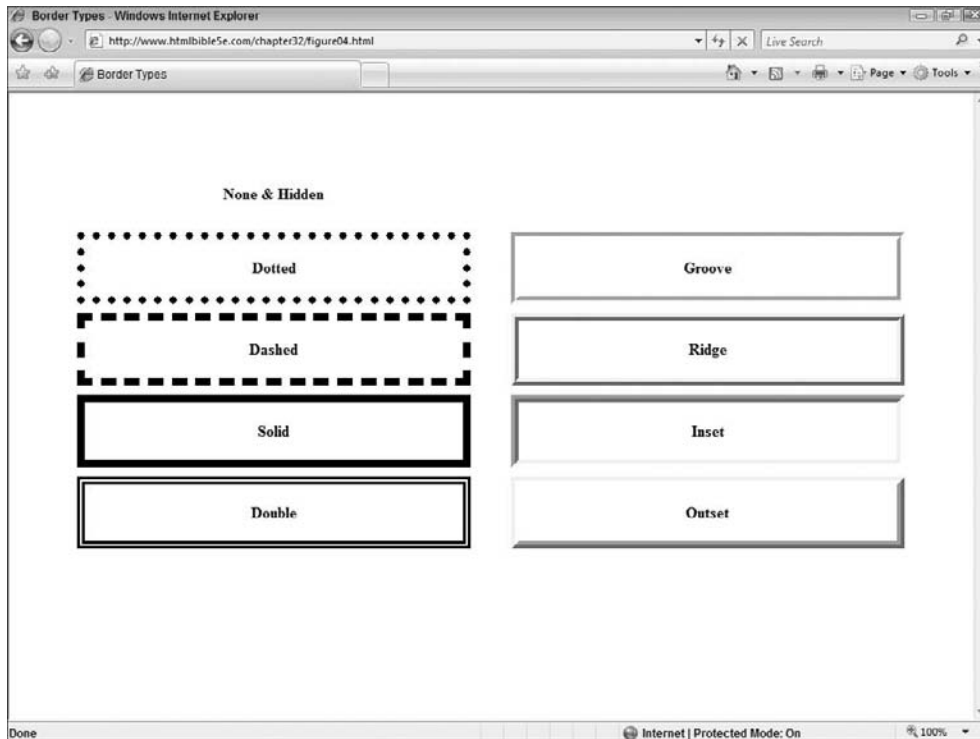 Border Types - Windows Internet Explorer
http://www.htmlbible5e.com/chapter32/figure04.html
Live Search
Border Types
Page
Tools
None & Hidden
Dotted
Groove
Dashed
Ridge
Solid
Inset
Double
Outset
Done
Internet | Protected Mode: On
100%